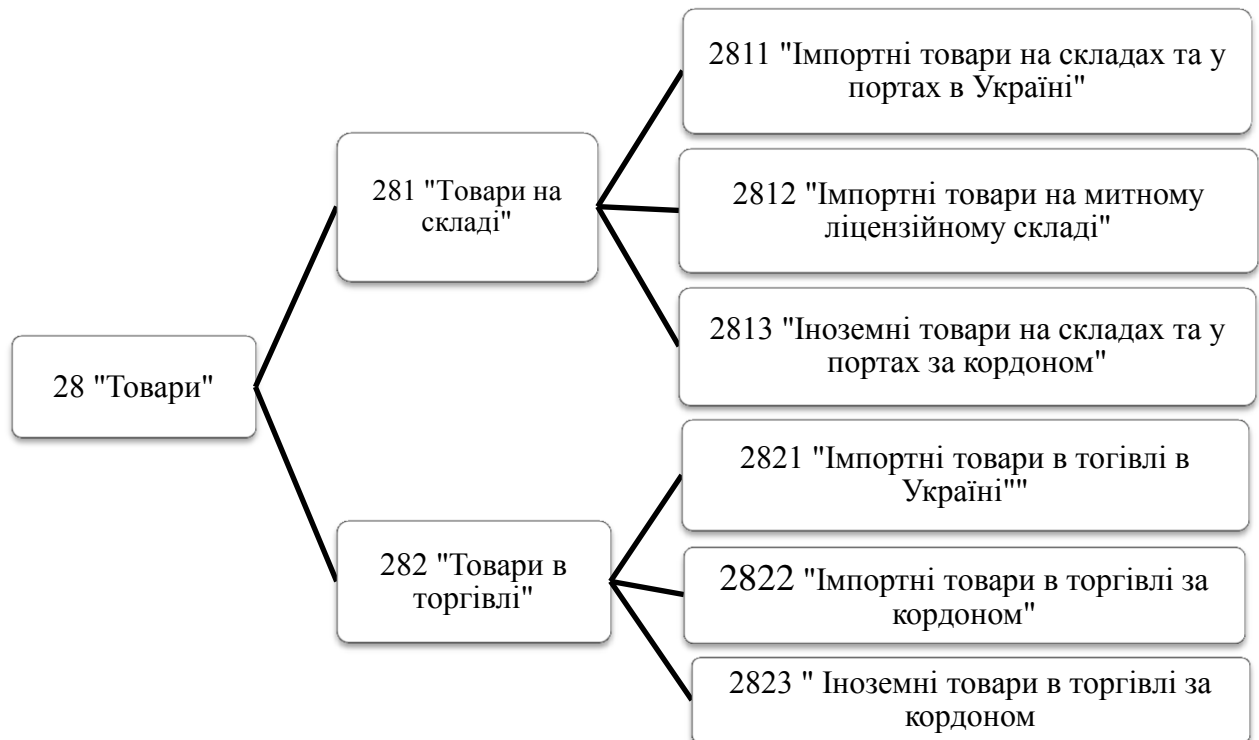 2811 "Імпортні товари на складах та у
портах в Україні"
281 "Товари на
складі"
2812 "Імпортні товари на митному
ліцензійному складі"
2813 "Іноземні товари на складах та у
портах за кордоном"
28 "Товари"
2821 "Імпортні товари в тогівлі в
Україні""
282 "Товари в
торгівлі"
2822 "Імпортні товари в торгівлі за
кордоном"
2823 " Іноземні товари в торгівлі за
кордоном